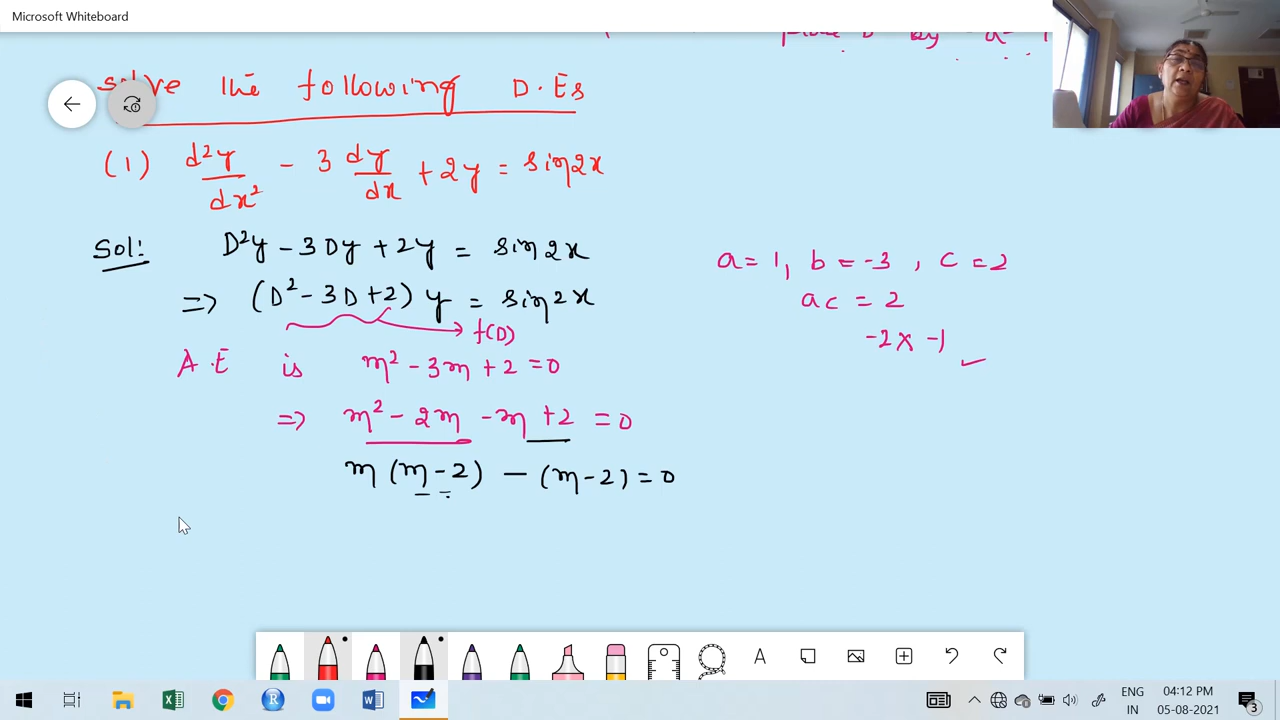 Microsoft Whiteboard
by
solve the following D.Es
(1) d²y/dx² - 3 dy/dx + 2y = sin2x
Sol: D²y - 3Dy + 2y = sin2x
=> (D² - 3D + 2) y = sin2x
f(D)
a = 1, b = -3, c = 2
ac = 2
-2 x -1 ✓
A.E is m² - 3m + 2 = 0
=> m² - 2m - m + 2 = 0
m (m - 2) - (m - 2) = 0
A
X
R
W
ENG
IN
04:12 PM
05-08-2021
3